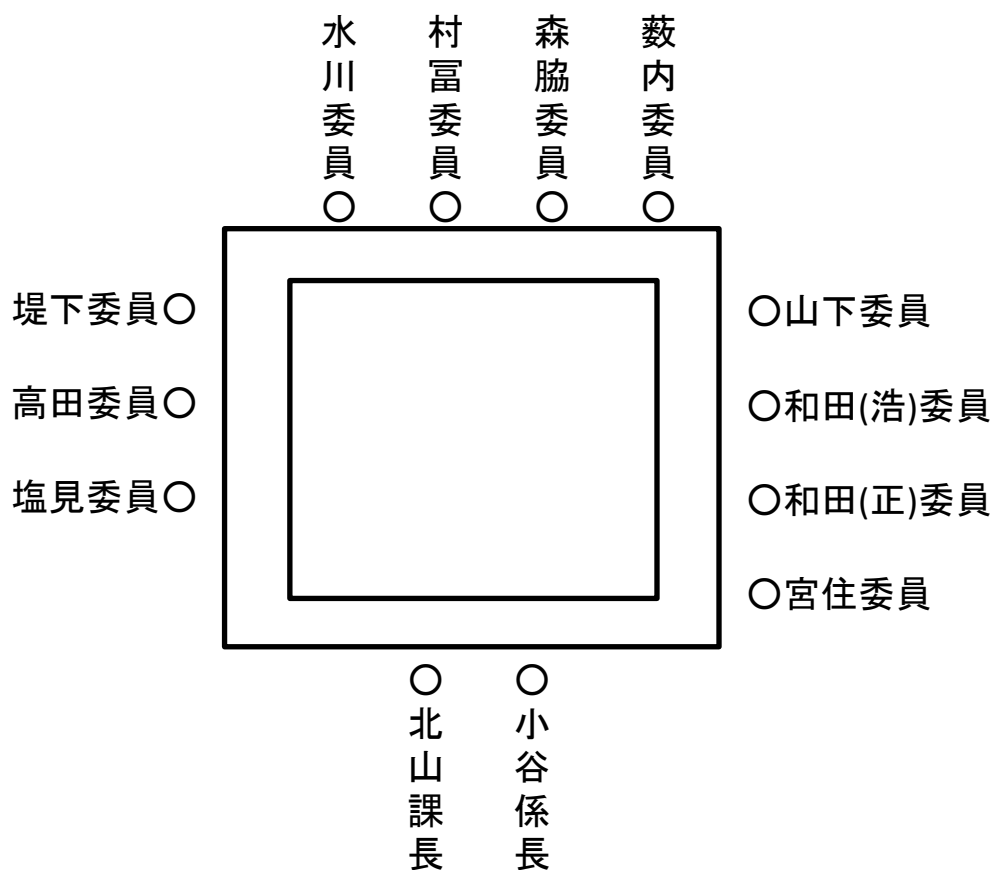 水川委員○
村冨委員○
森脇委員○
薮内委員○
堤下委員○
高田委員○
塩見委員○
○山下委員
○和田(浩)委員
○和田(正)委員
○宮住委員
○北山課長
○小谷係長